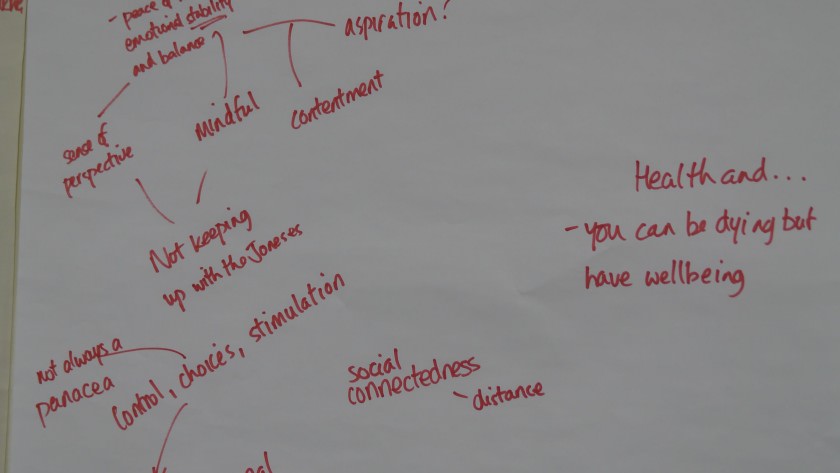 - peace of
emotional stability
and balance
aspiration?
Mindful
contentment
sense of
perspective
Not keeping
up with the Joneses
Health and...
- you can be dying but
have wellbeing
not always a
panacea
Control, choices, stimulation
social
connectedness
- distance